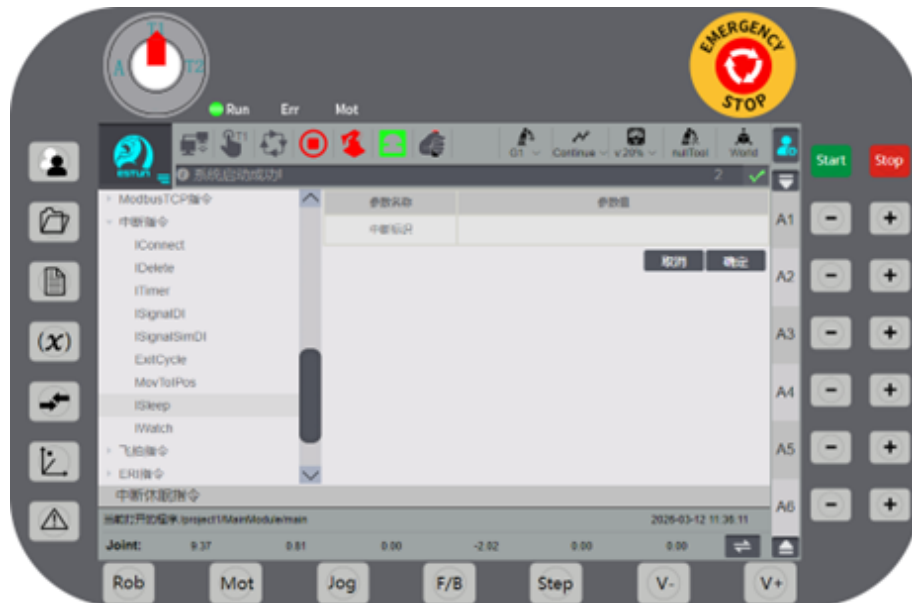 T1
A
T2
EMERGENCY
STOP
Run Err Mot
ESTUN
G1 Continue v:20% nullTool World
系统启动成功! 2
Start Stop
ModbusTCP指令
中断指令
IConnect
IDelete
ITimer
ISignalDI
ISignalSimDI
ExitCycle
MovToIPos
ISleep
IWatch
飞拍指令
ERI指令
参数名称 参数值
中断标识
取消 确定
A1 - +
A2 - +
A3 - +
A4 - +
A5 - +
A6 - +
(x)
中断休眠指令
当前打开的程序:/project1/MainModule/main 2026-03-12 11:36:11
Joint: 9.37 0.81 0.00 -2.02 0.00 0.00
Rob Mot Jog F/B Step V- V+